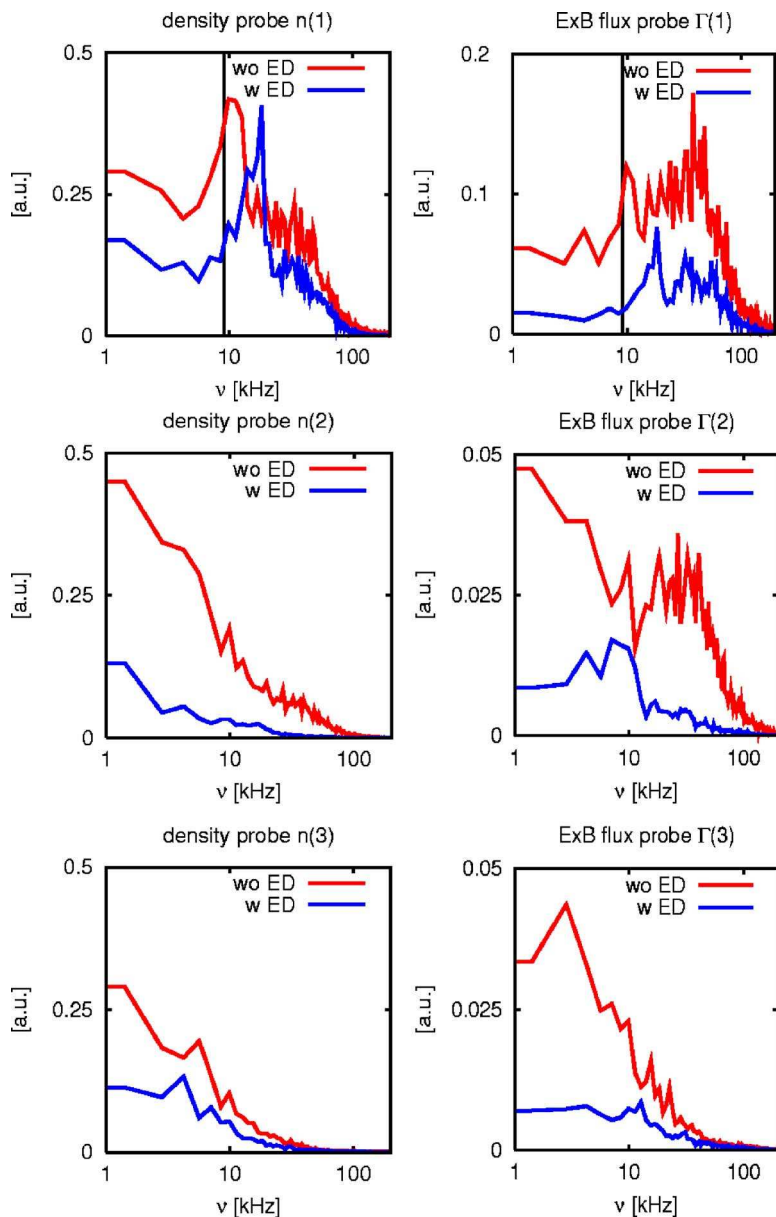 density probe n(1)
0.5
wo ED
w ED
[a.u.]
0.25
0
1
10
100
ν [kHz]
ExB flux probe Γ(1)
0.2
wo ED
w ED
[a.u.]
0.1
0
1
10
100
ν [kHz]
density probe n(2)
0.5
wo ED
w ED
[a.u.]
0.25
0
1
10
100
ν [kHz]
ExB flux probe Γ(2)
0.05
wo ED
w ED
[a.u.]
0.025
0
1
10
100
ν [kHz]
density probe n(3)
0.5
wo ED
w ED
[a.u.]
0.25
0
1
10
100
ν [kHz]
ExB flux probe Γ(3)
0.05
wo ED
w ED
[a.u.]
0.025
0
1
10
100
ν [kHz]